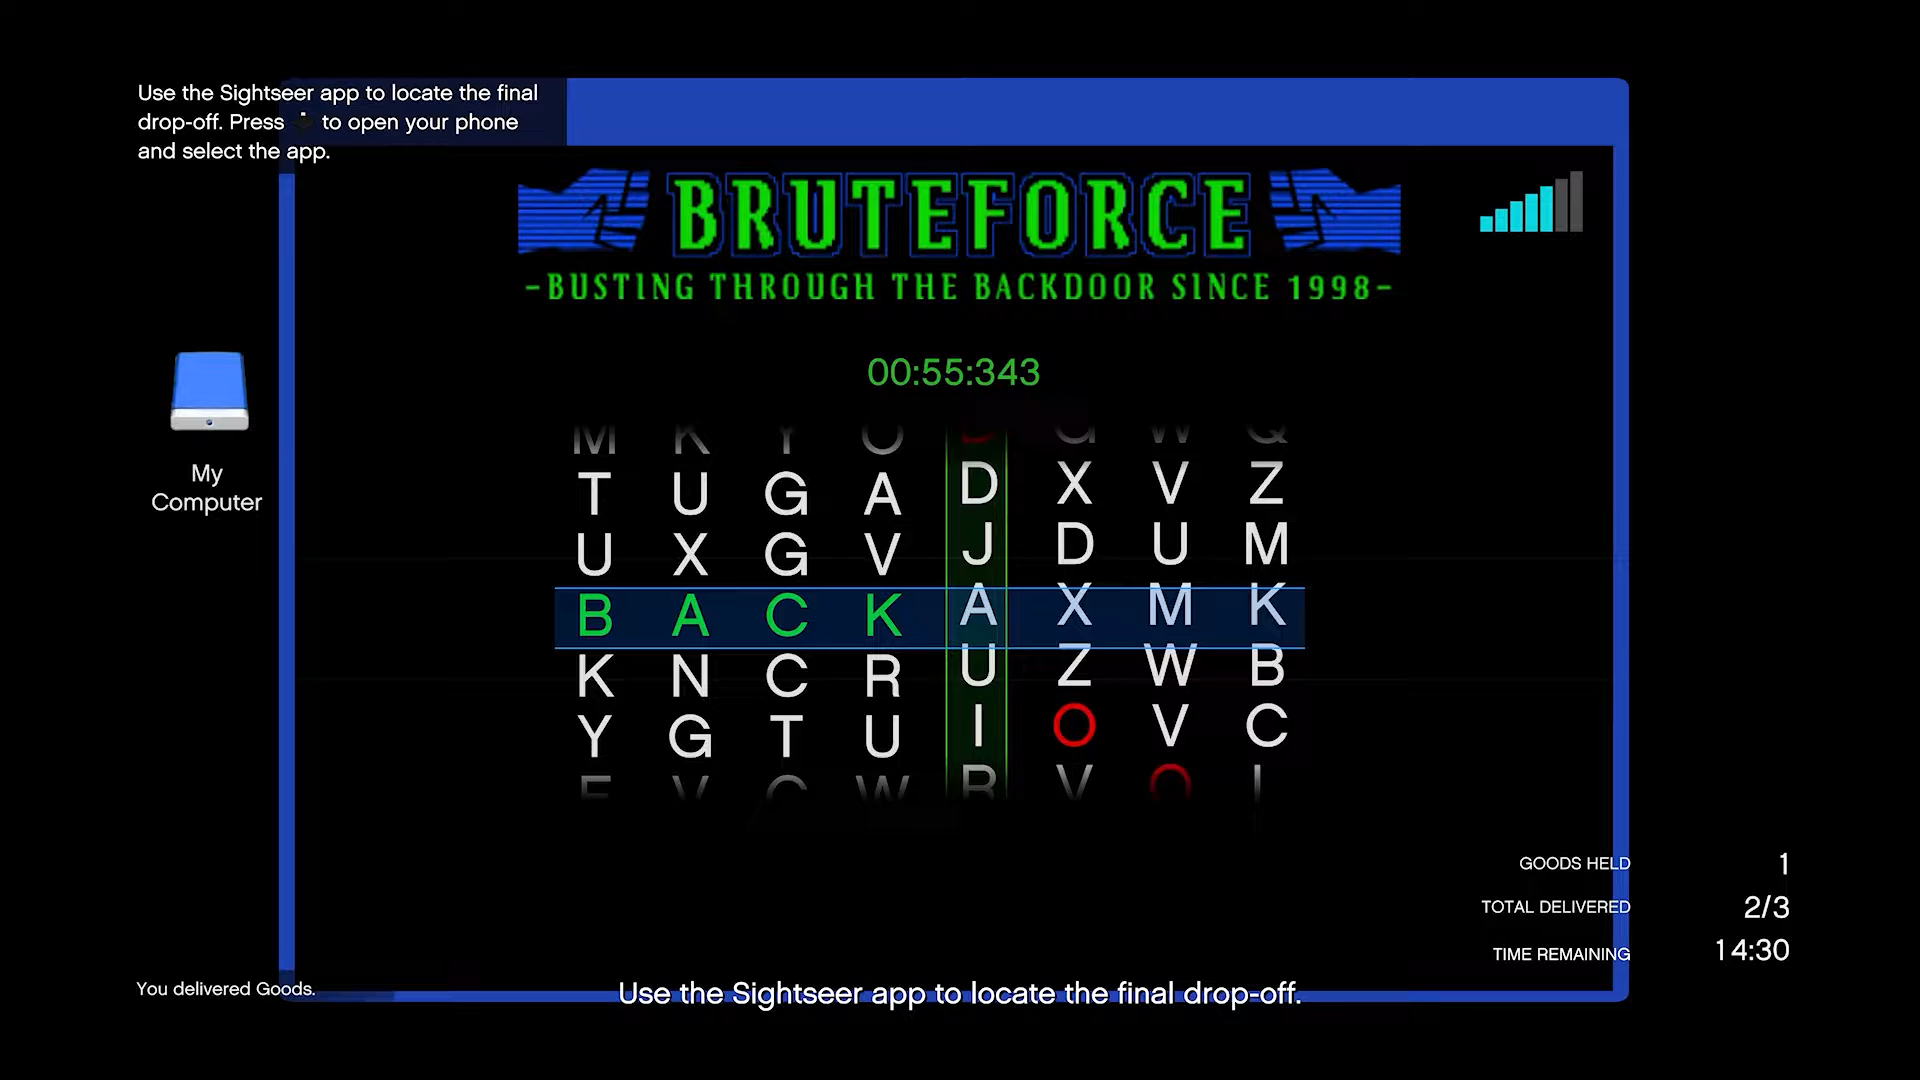 Use the Sightseer app to locate the final
drop-off. Press to open your phone
and select the app.
BRUTEFORCE
-BUSTING THROUGH THE BACKDOOR SINCE 1998-
My
Computer
00:55:343
T U G A D X V Z
U X G V J D U M
B A C K A X M K
K N C R U Z W B
Y G T U I O V C
GOODS HELD 1
TOTAL DELIVERED 2/3
TIME REMAINING 14:30
You delivered Goods.
Use the Sightseer app to locate the final drop-off.